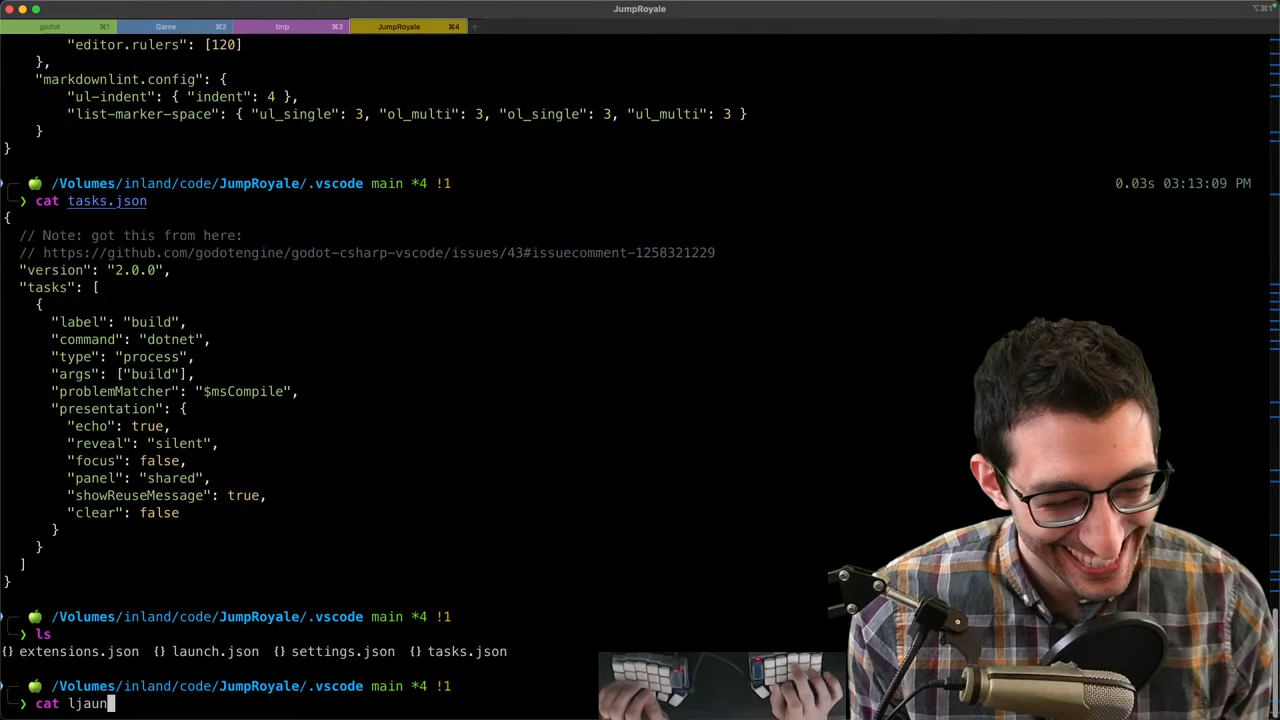 JumpRoyale
⌥⌘1
godot ⌘1
Game ⌘2
tmp ⌘3
JumpRoyale ⌘4
+
"editor.rulers": [120]
},
"markdownlint.config": {
"ul-indent": { "indent": 4 },
"list-marker-space": { "ul_single": 3, "ol_multi": 3, "ol_single": 3, "ul_multi": 3 }
}
}
/Volumes/inland/code/JumpRoyale/.vscode main *4 !1
0.03s 03:13:09 PM
❯ cat tasks.json
{
// Note: got this from here:
// https://github.com/godotengine/godot-csharp-vscode/issues/43#issuecomment-1258321229
"version": "2.0.0",
"tasks": [
{
"label": "build",
"command": "dotnet",
"type": "process",
"args": ["build"],
"problemMatcher": "$msCompile",
"presentation": {
"echo": true,
"reveal": "silent",
"focus": false,
"panel": "shared",
"showReuseMessage": true,
"clear": false
}
}
]
}
/Volumes/inland/code/JumpRoyale/.vscode main *4 !1
❯ ls
{} extensions.json {} launch.json {} settings.json {} tasks.json
/Volumes/inland/code/JumpRoyale/.vscode main *4 !1
❯ cat ljaun